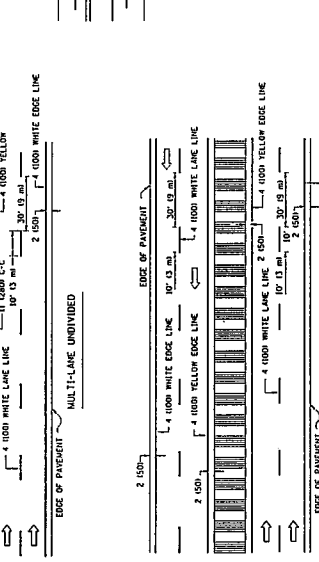 4 (100) YELLOW
11 (280) C-C
4 (100) WHITE LANE LINE
10' (3 m)
30' (9 m)
4 (100) WHITE EDGE LINE
2 (50)
EDGE OF PAVEMENT
MULTI-LANE UNDIVIDED
EDGE OF PAVEMENT
2 (50)
4 (100) WHITE EDGE LINE
10' (3 m)
30' (9 m)
4 (100) WHITE LANE LINE
2 (50)
4 (100) YELLOW EDGE LINE
4 (100) YELLOW EDGE LINE
2 (50)
4 (100) WHITE LANE LINE
10' (3 m)
30' (9 m)
2 (50)
EDGE OF PAVEMENT